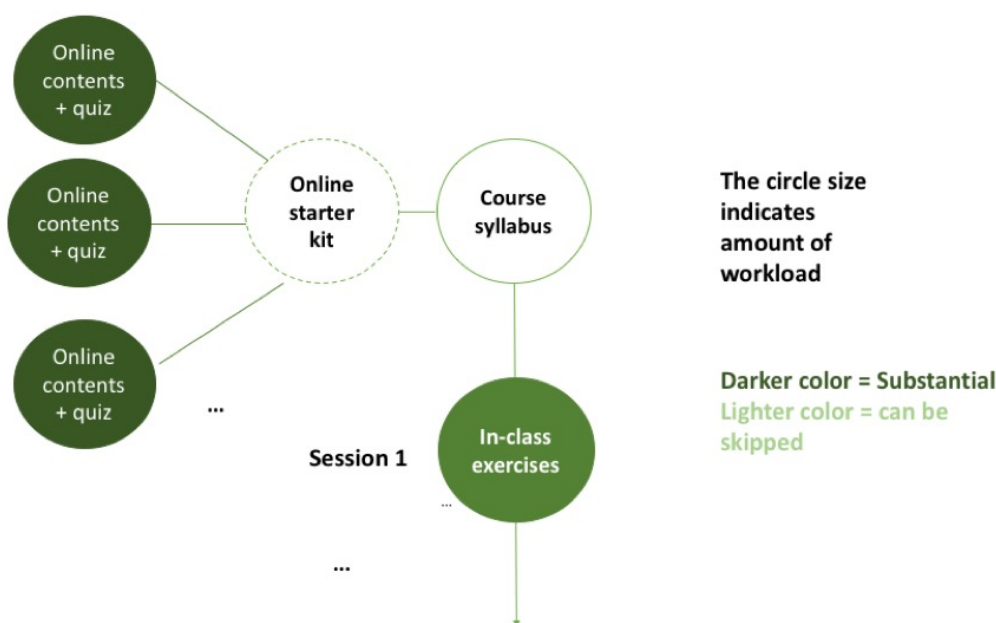 Online
contents
+ quiz
Online
contents
+ quiz
Online
contents
+ quiz
...
Online
starter
kit
Course
syllabus
Session 1
In-class
exercises
...
...
The circle size
indicates
amount of
workload
Darker color = Substantial
Lighter color = can be
skipped